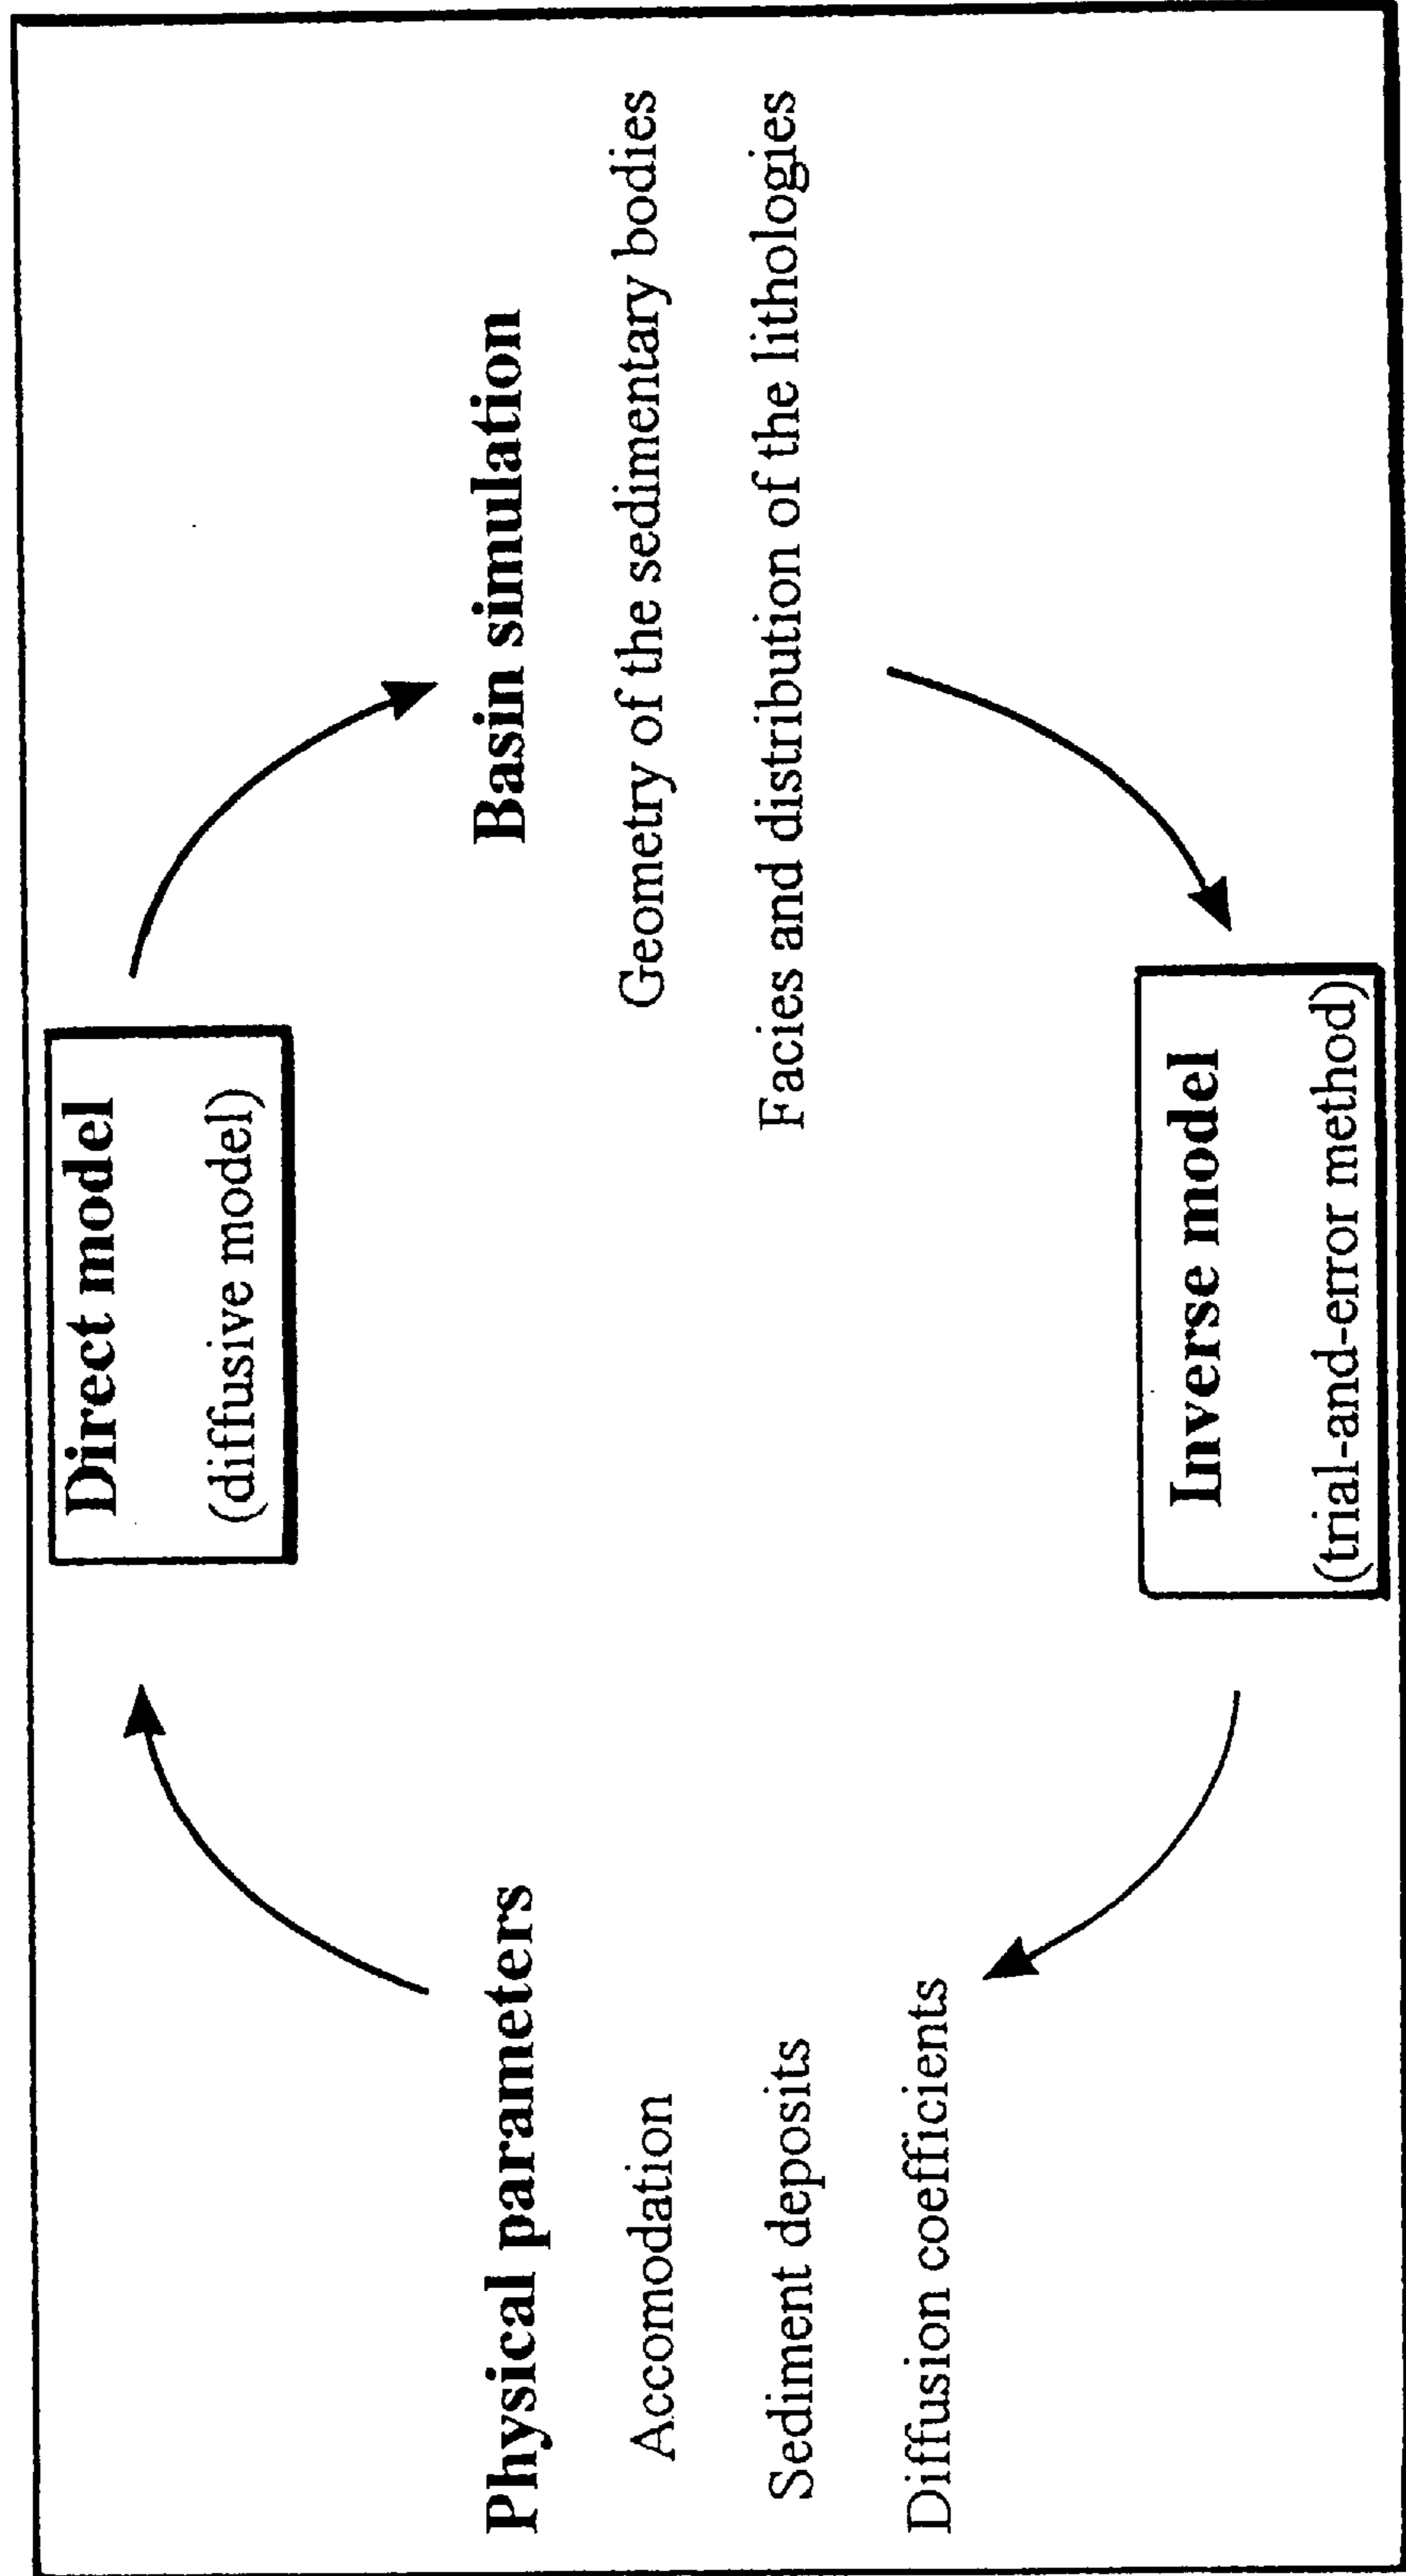 Direct model
(diffusive model)
Physical parameters
Accomodation
Sediment deposits
Diffusion coefficients
Basin simulation
Geometry of the sedimentary bodies
Facies and distribution of the lithologies
Inverse model
(trial-and-error method)